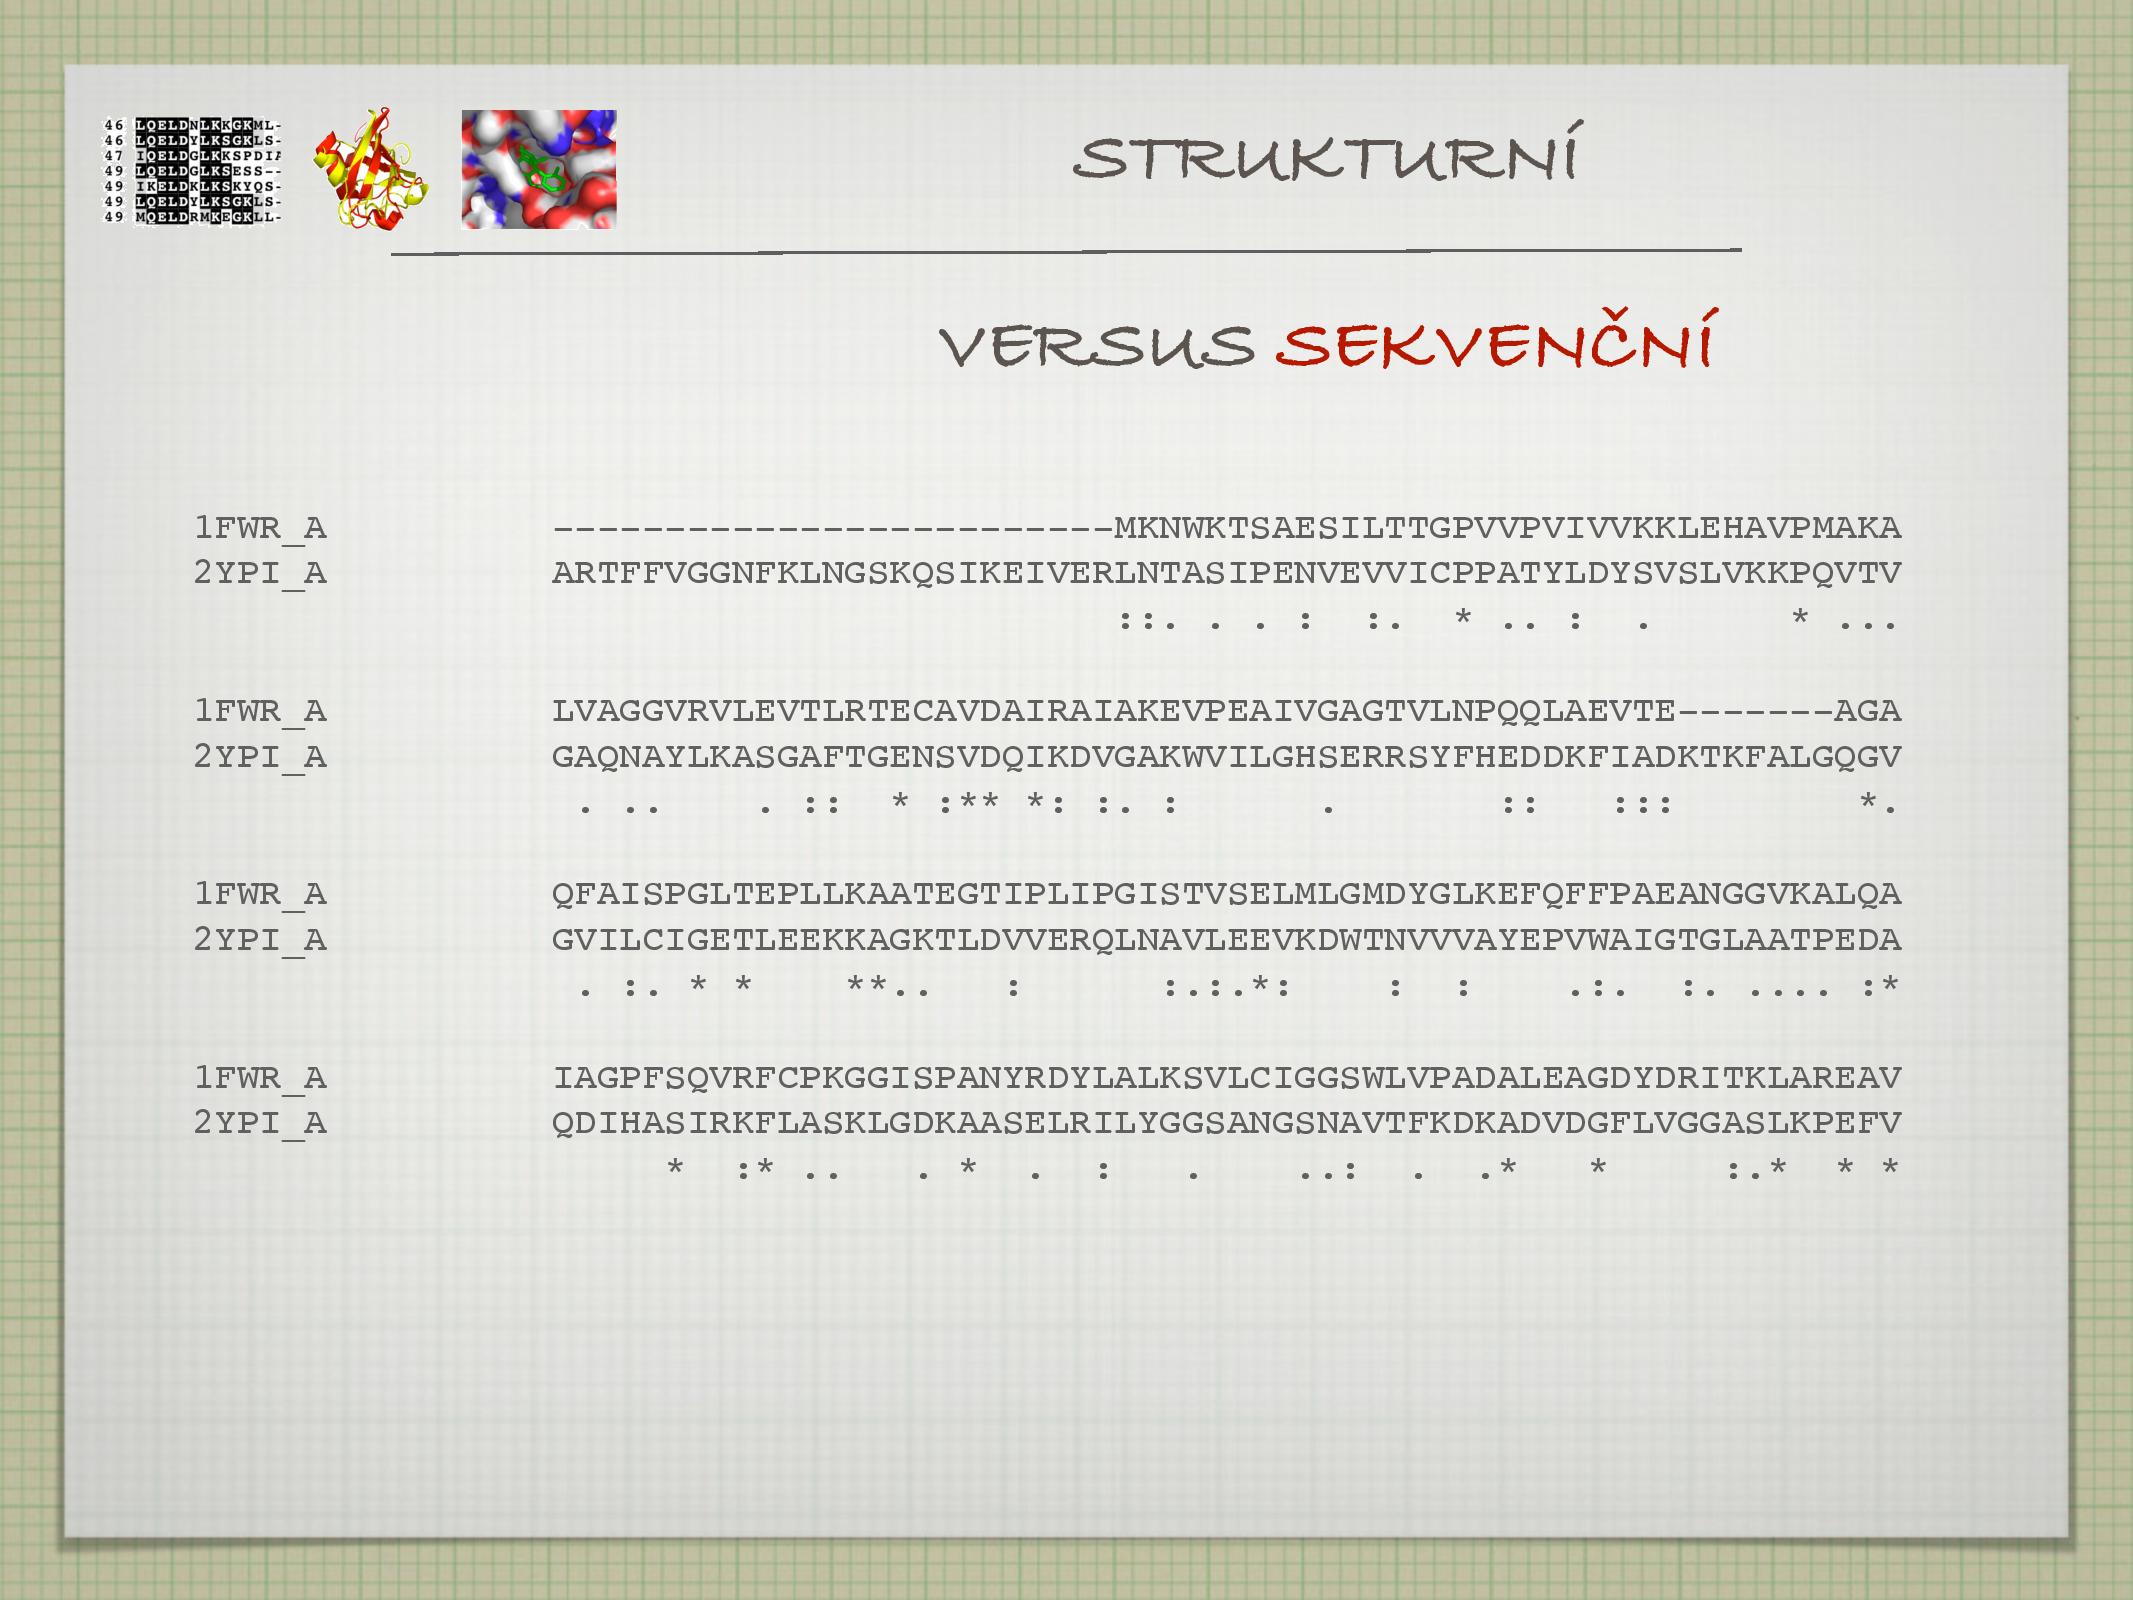 46 LQELDNLKKGKML-
46 LQELDYLKSGKLS-
47 IQELDGLKKSPDIA
49 LQELDGLKSESS--
49 IKELDKLKSKYQS-
49 LQELDYLKSGKLS-
49 MQELDRMKEGKLL-
STRUKTURNÍ
VERSUS SEKVENČNÍ
1FWR_A -------------------------MKNWKTSAESILTTGPVVPVIVVKKLEHAVPMAKA
2YPI_A ARTFFVGGNFKLNGSKQSIKEIVERLNTASIPENVEVVICPPATYLDYSVSLVKKPQVTV
::. . . :  :.  * .. :  .      * ...
1FWR_A LVAGGVRVLEVTLRTECAVDAIRAIAKEVPEAIVGAGTVLNPQQLAEVTE-------AGA
2YPI_A GAQNAYLKASGAFTGENSVDQIKDVGAKWVILGHSERRSYFHEDDKFIADKTKFALGQGV
. ..    . ::  * :** *: :. :      .       ::   :::        *.
1FWR_A QFAISPGLTEPLLKAATEGTIPLIPGISTVSELMLGMDYGLKEFQFFPAEANGGVKALQA
2YPI_A GVILCIGETLEEKKAGKTLDVVERQLNAVLEEVKDWTNVVVAYEPVWAIGTGLAATPEDA
. :. * *    **..   :      :.:.*:    :  :    .:.  :. .... :*
1FWR_A IAGPFSQVRFCPKGGISPANYRDYLALKSVLCIGGSWLVPADALEAGDYDRITKLAREAV
2YPI_A QDIHASIRKFLASKLGDKAASELRILYGGSANGSNAVTFKDKADVDGFLVGGASLKPEFV
*  :* ..   . *  .  :   .    ..:  .  .*   *     :.*  * *